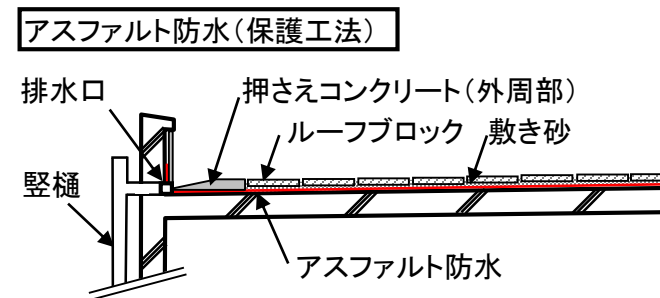 アスファルト防水（保護工法）
排水口
押さえコンクリート（外周部）
ルーフブロック
敷き砂
竪樋
アスファルト防水